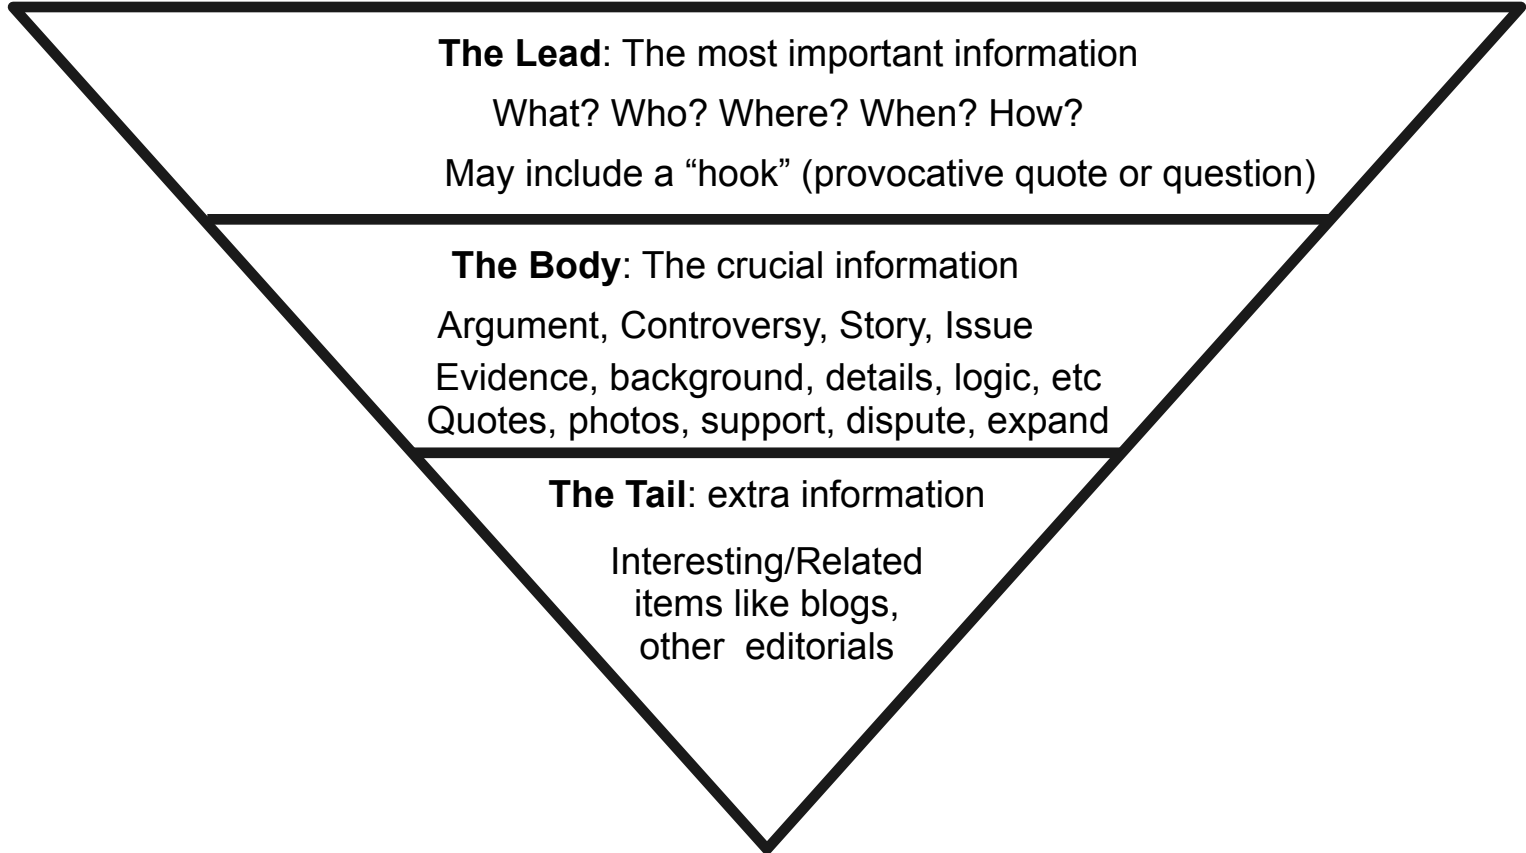 The Lead: The most important information
What? Who? Where? When? How?
May include a “hook” (provocative quote or question)
The Body: The crucial information
Argument, Controversy, Story, Issue
Evidence, background, details, logic, etc
Quotes, photos, support, dispute, expand
The Tail: extra information
Interesting/Related
items like blogs,
other  editorials